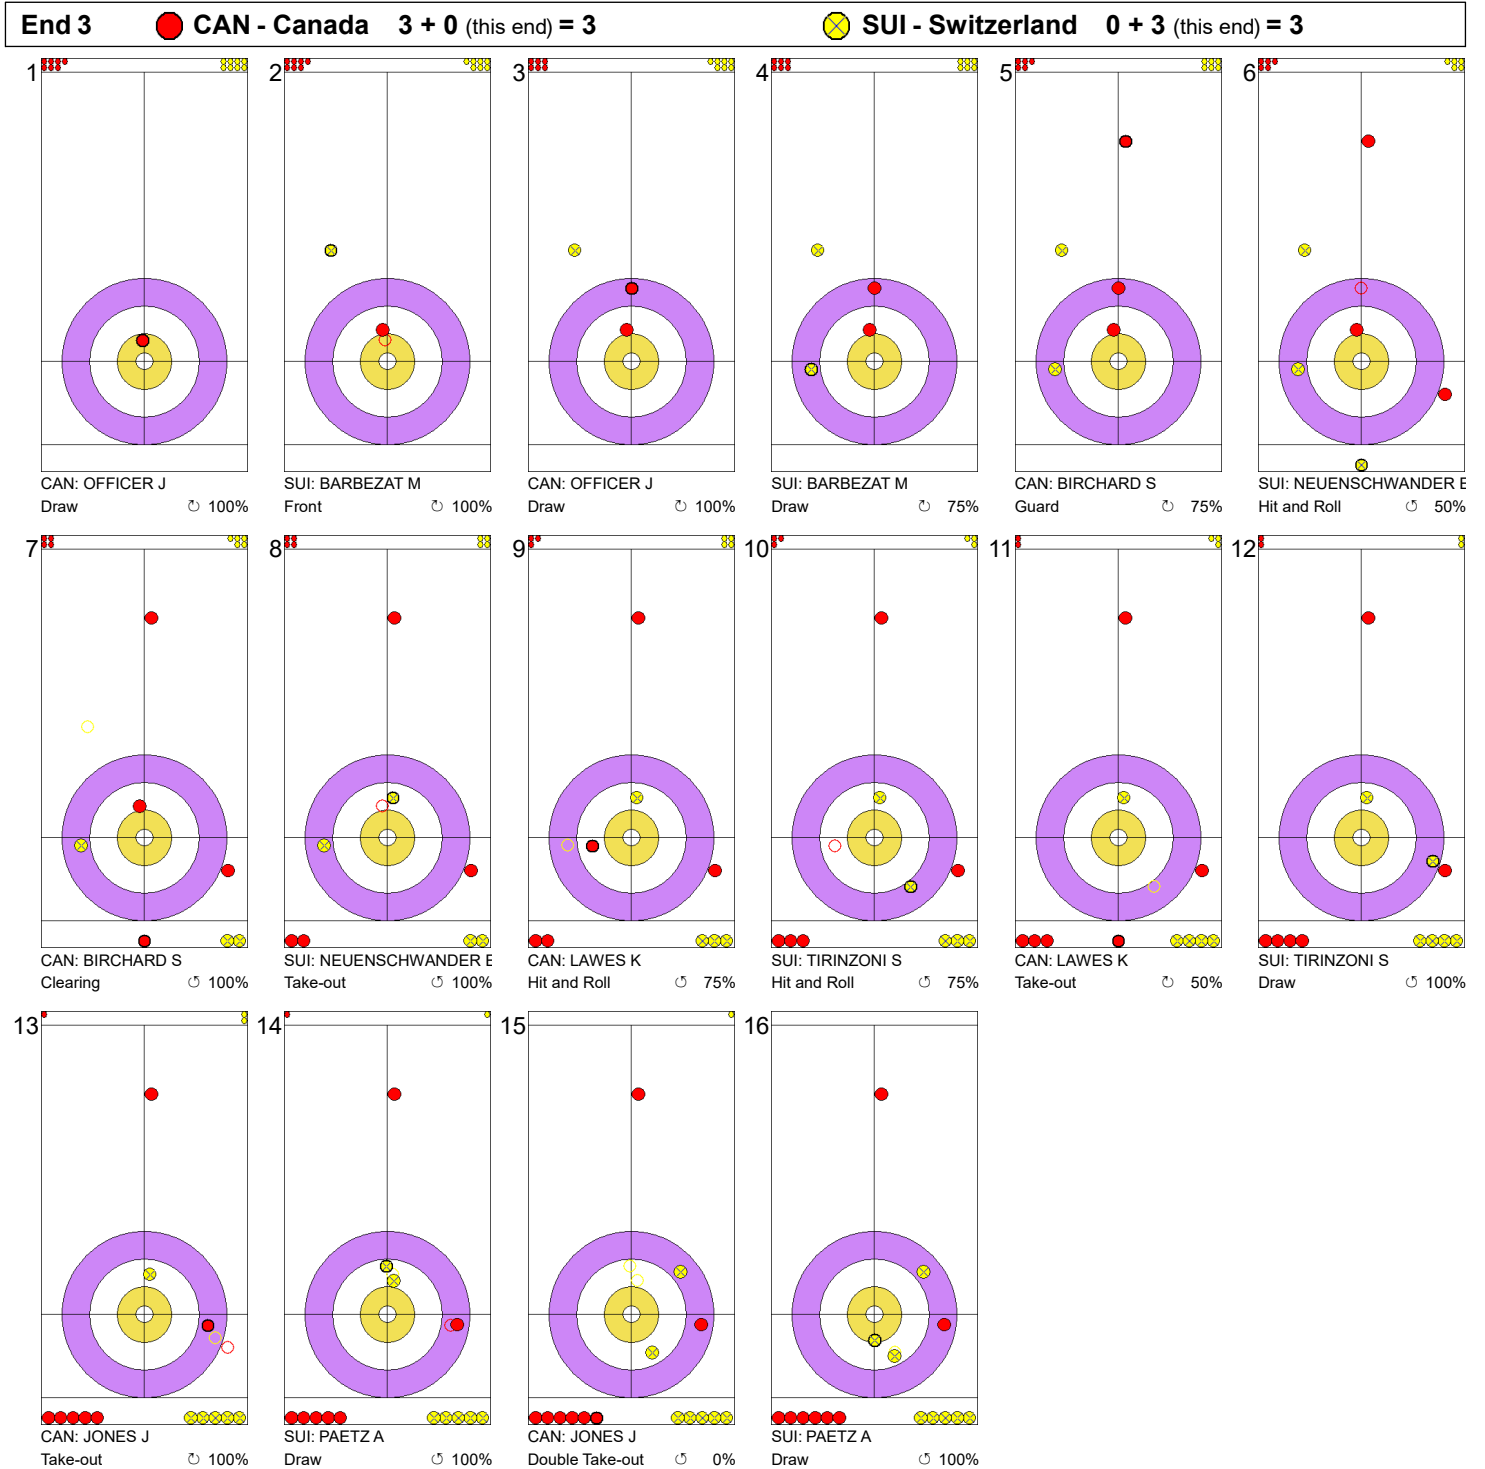 End 3 CAN - Canada 3 + 0 (this end) = 3 SUI - Switzerland 0 + 3 (this end) = 3
1 2 3 4 5 6
CAN: OFFICER J SUI: BARBEZAT M CAN: OFFICER J SUI: BARBEZAT M CAN: BIRCHARD S SUI: NEUENSCHWANDER E
Draw ↻ 100% Front ↻ 100% Draw ↻ 100% Draw ↻ 75% Guard ↻ 75% Hit and Roll ↺ 50%
7 8 9 10 11 12
CAN: BIRCHARD S SUI: NEUENSCHWANDER E CAN: LAWES K SUI: TIRINZONI S CAN: LAWES K SUI: TIRINZONI S
Clearing ↺ 100% Take-out ↺ 100% Hit and Roll ↺ 75% Hit and Roll ↺ 75% Take-out ↻ 50% Draw ↺ 100%
13 14 15 16
CAN: JONES J SUI: PAETZ A CAN: JONES J SUI: PAETZ A
Take-out ↻ 100% Draw ↺ 100% Double Take-out ↺ 0% Draw ↺ 100%